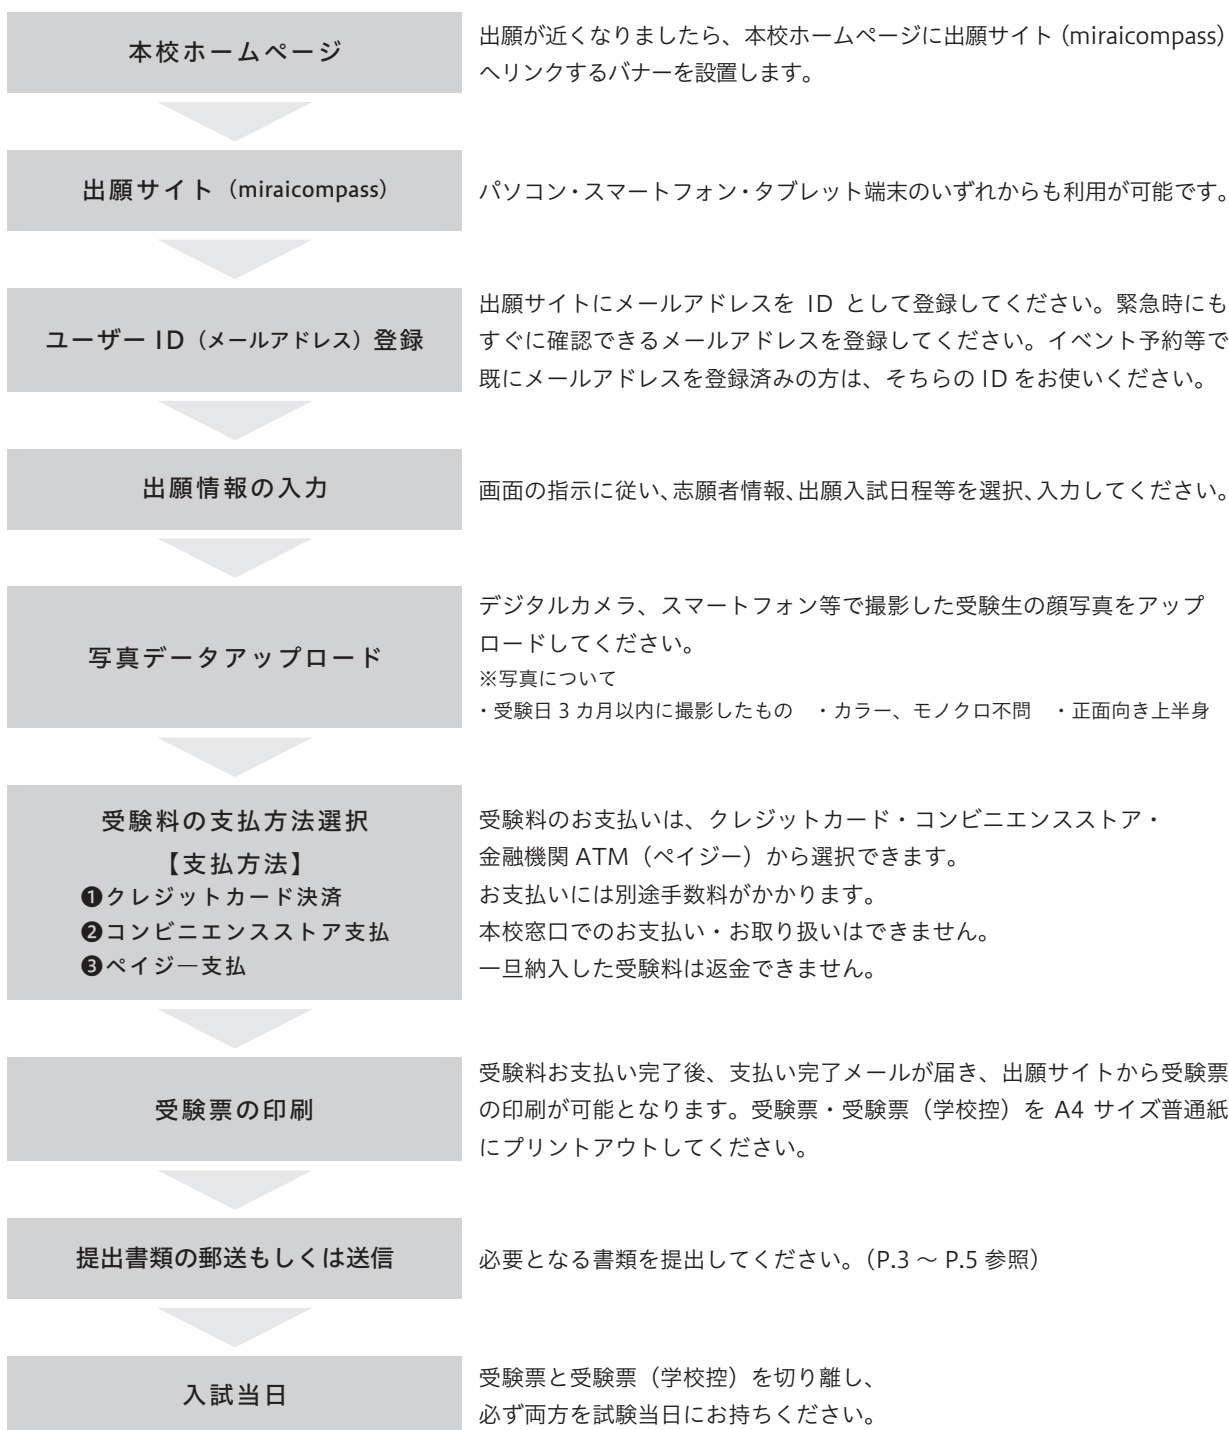 本校ホームページ
出願が近くなりましたら、本校ホームページに出願サイト（miraicompass）
へリンクするバナーを設置します。
出願サイト（miraicompass）
パソコン・スマートフォン・タブレット端末のいずれからも利用が可能です。
ユーザー ID（メールアドレス）登録
出願サイトにメールアドレスを ID として登録してください。緊急時にも
すぐに確認できるメールアドレスを登録してください。イベント予約等で
既にメールアドレスを登録済みの方は、そちらの ID をお使いください。
出願情報の入力
画面の指示に従い、志願者情報、出願入試日程等を選択、入力してください。
写真データアップロード
デジタルカメラ、スマートフォン等で撮影した受験生の顔写真をアップ
ロードしてください。
※写真について
・受験日 3 カ月以内に撮影したもの　・カラー、モノクロ不問　・正面向き上半身
受験料の支払方法選択
【支払方法】
❶クレジットカード決済
❷コンビニエンスストア支払
❸ペイジ―支払
受験料のお支払いは、クレジットカード・コンビニエンスストア・
金融機関 ATM（ペイジー）から選択できます。
お支払いには別途手数料がかかります。
本校窓口でのお支払い・お取り扱いはできません。
一旦納入した受験料は返金できません。
受験票の印刷
受験料お支払い完了後、支払い完了メールが届き、出願サイトから受験票
の印刷が可能となります。受験票・受験票（学校控）を A4 サイズ普通紙
にプリントアウトしてください。
提出書類の郵送もしくは送信
必要となる書類を提出してください。（P.3 〜 P.5 参照）
入試当日
受験票と受験票（学校控）を切り離し、
必ず両方を試験当日にお持ちください。